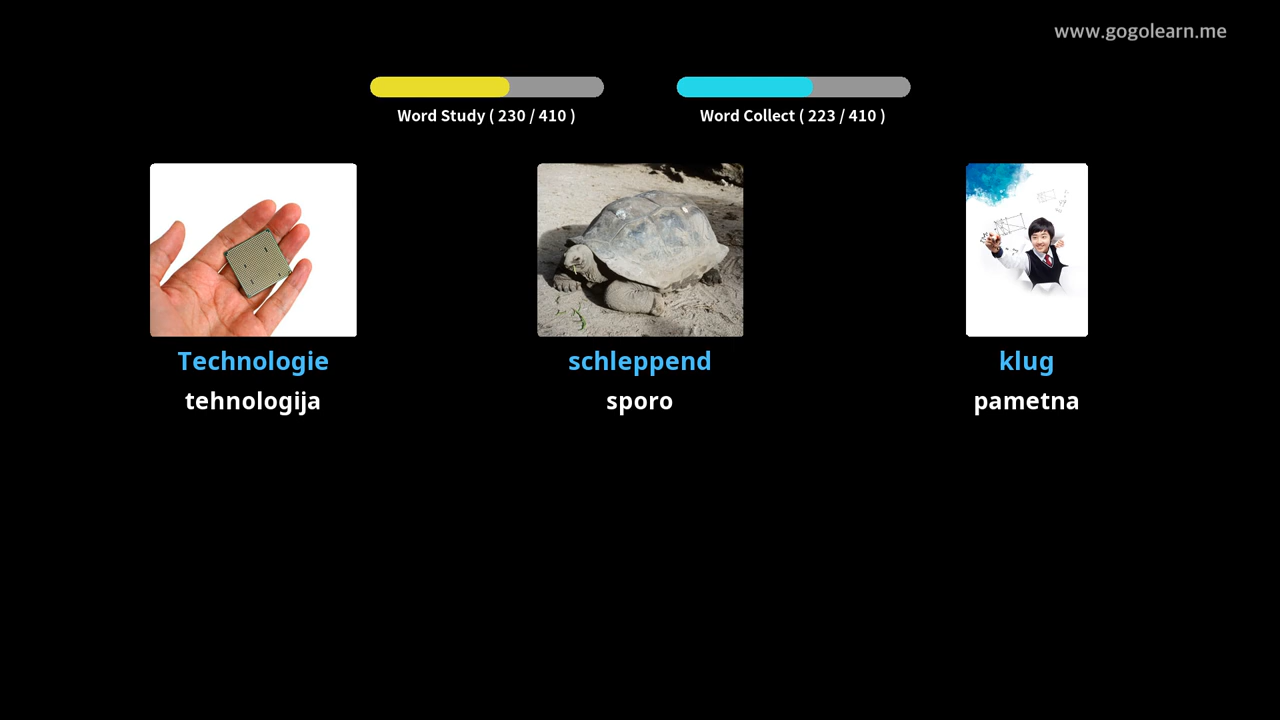 www.gogolearn.me
Word Study ( 230 / 410 )
Word Collect ( 223 / 410 )
Technologie
schleppend
klug
tehnologija
sporo
pametna